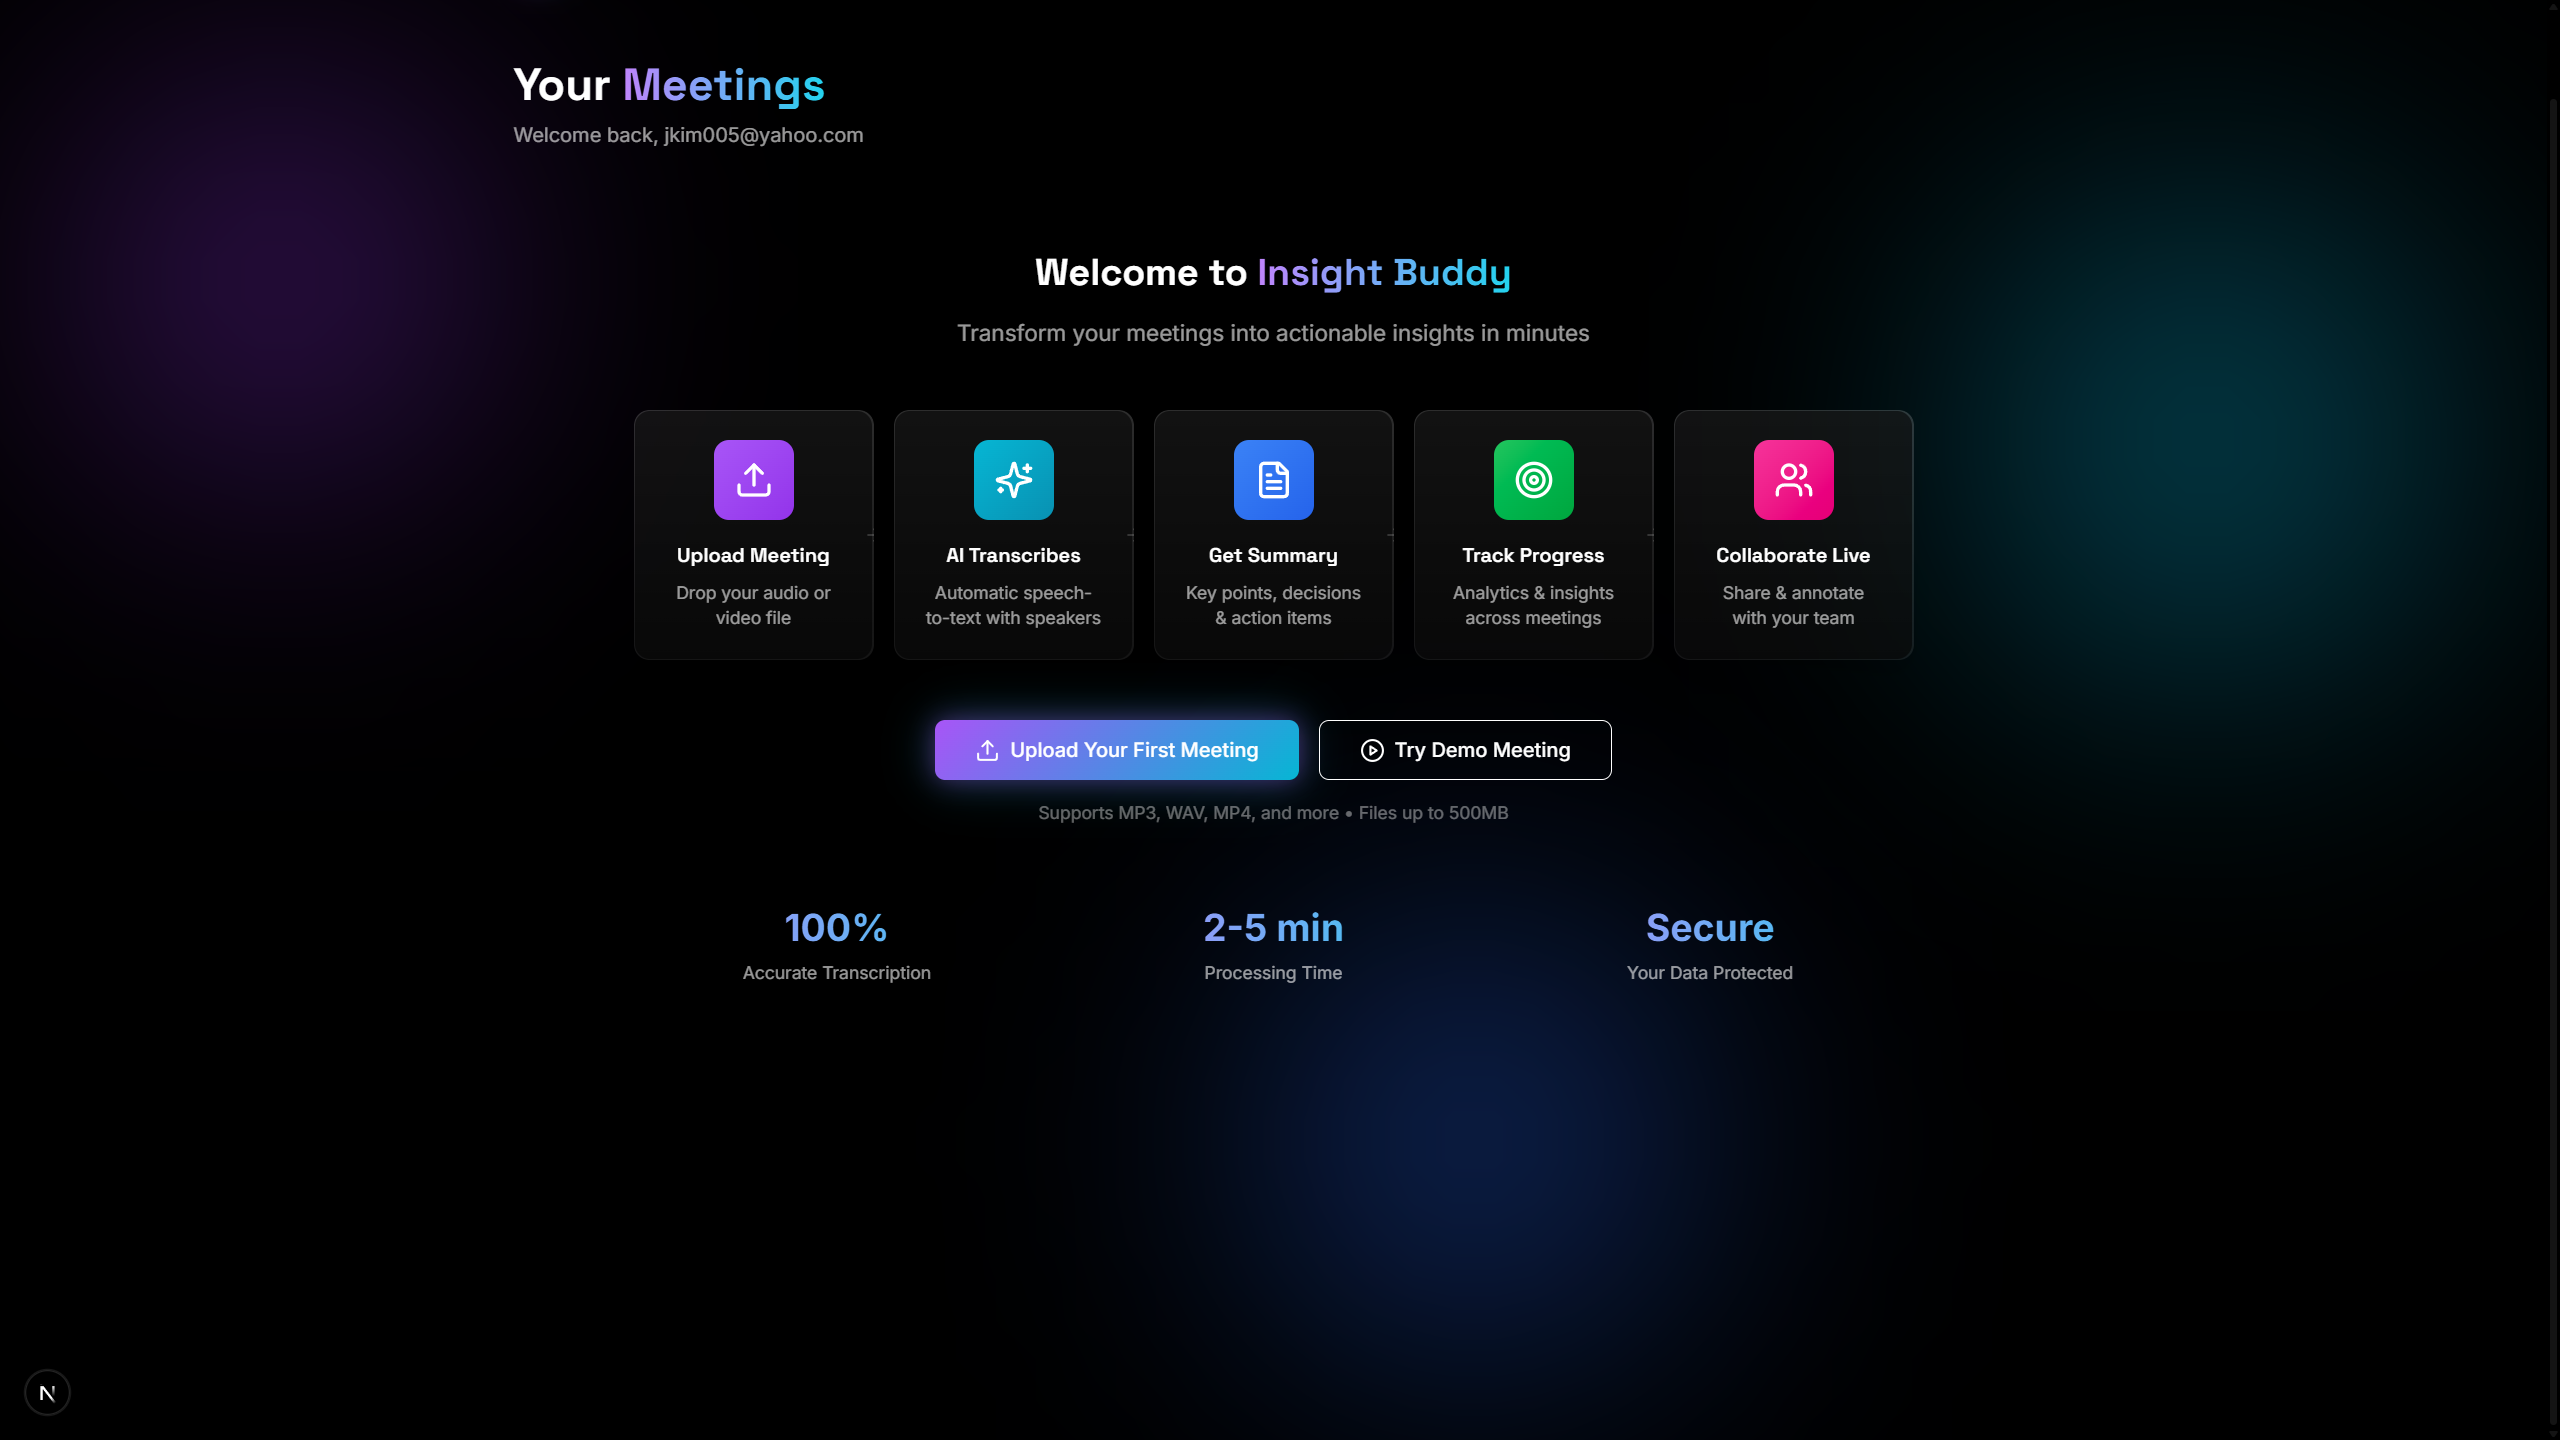 Your Meetings
Welcome back, jkim005@yahoo.com
Welcome to Insight Buddy
Transform your meetings into actionable insights in minutes
Upload Meeting
Drop your audio or
video file
AI Transcribes
Automatic speech-
to-text with speakers
Get Summary
Key points, decisions
& action items
Track Progress
Analytics & insights
across meetings
Collaborate Live
Share & annotate
with your team
Upload Your First Meeting
Try Demo Meeting
Supports MP3, WAV, MP4, and more • Files up to 500MB
100%
Accurate Transcription
2-5 min
Processing Time
Secure
Your Data Protected
N